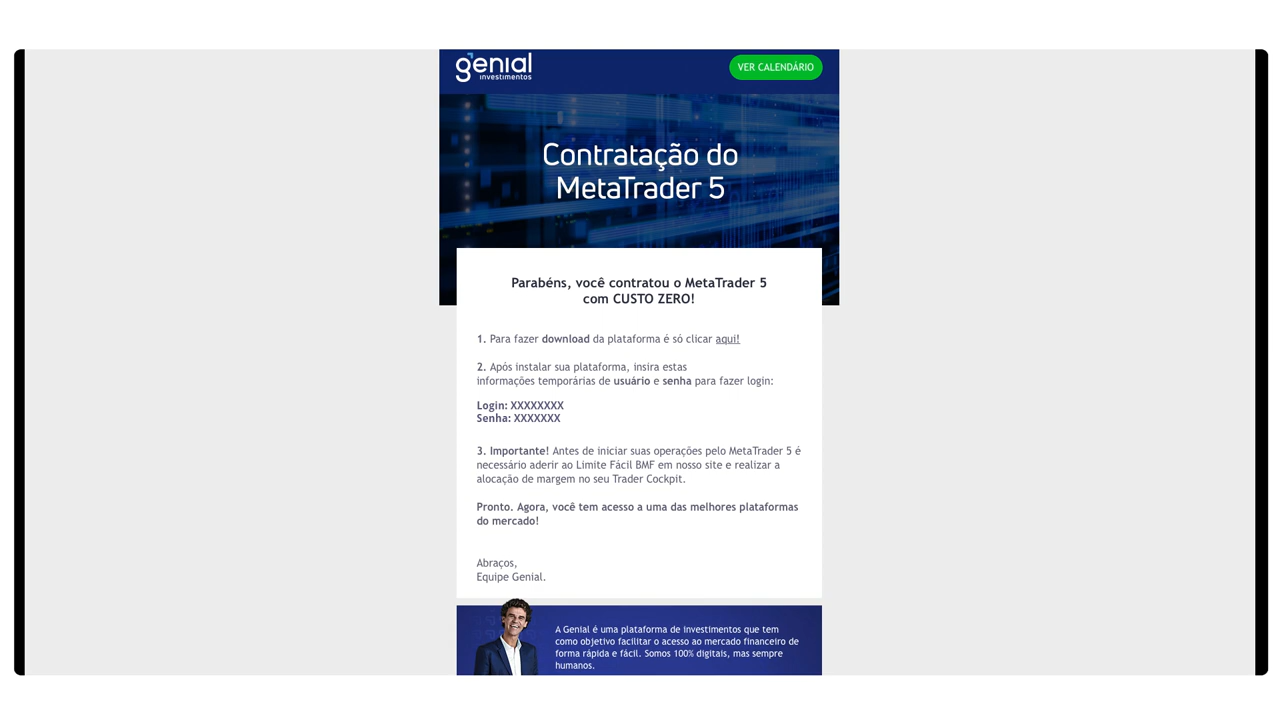 genial
investimentos
VER CALENDÁRIO
Contratação do
MetaTrader 5
Parabéns, você contratou o MetaTrader 5
com CUSTO ZERO!
1. Para fazer download da plataforma é só clicar aqui!
2. Após instalar sua plataforma, insira estas
informações temporárias de usuário e senha para fazer login:
Login: XXXXXXXX
Senha: XXXXXXX
3. Importante! Antes de iniciar suas operações pelo MetaTrader 5 é
necessário aderir ao Limite Fácil BMF em nosso site e realizar a
alocação de margem no seu Trader Cockpit.
Pronto. Agora, você tem acesso a uma das melhores plataformas
do mercado!
Abraços,
Equipe Genial.
A Genial é uma plataforma de investimentos que tem
como objetivo facilitar o acesso ao mercado financeiro de
forma rápida e fácil. Somos 100% digitais, mas sempre
humanos.